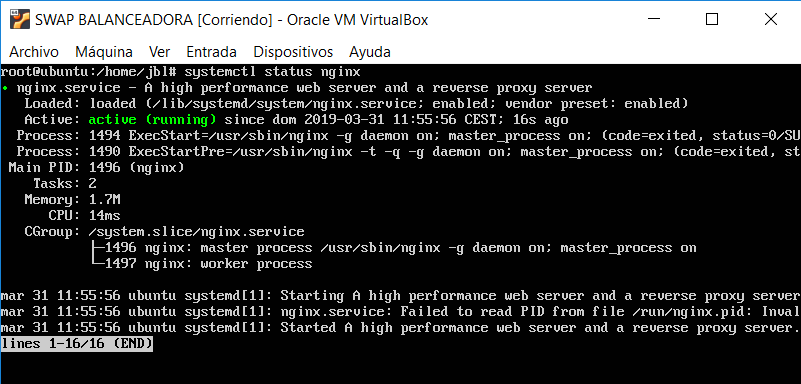 SWAP BALANCEADORA [Corriendo] - Oracle VM VirtualBox
Archivo Máquina Ver Entrada Dispositivos Ayuda
root@ubuntu:/home/jbl# systemctl status nginx
● nginx.service - A high performance web server and a reverse proxy server
Loaded: loaded (/lib/systemd/system/nginx.service; enabled; vendor preset: enabled)
Active: active (running) since dom 2019-03-31 11:55:56 CEST; 16s ago
Process: 1494 ExecStart=/usr/sbin/nginx -g daemon on; master_process on; (code=exited, status=0/SU
Process: 1490 ExecStartPre=/usr/sbin/nginx -t -q -g daemon on; master_process on; (code=exited, st
Main PID: 1496 (nginx)
Tasks: 2
Memory: 1.7M
CPU: 14ms
CGroup: /system.slice/nginx.service
├─1496 nginx: master process /usr/sbin/nginx -g daemon on; master_process on
└─1497 nginx: worker process
mar 31 11:55:56 ubuntu systemd[1]: Starting A high performance web server and a reverse proxy server
mar 31 11:55:56 ubuntu systemd[1]: nginx.service: Failed to read PID from file /run/nginx.pid: Inval
mar 31 11:55:56 ubuntu systemd[1]: Started A high performance web server and a reverse proxy server.
lines 1-16/16 (END)